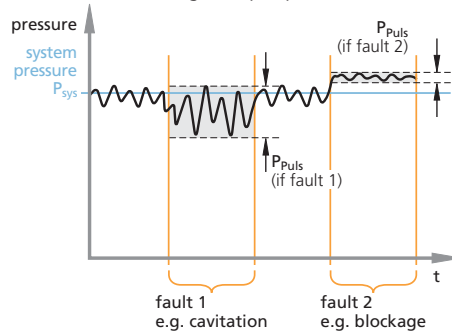 pressure
system
pressure
Psys
PPuls
(if fault 2)
PPuls
(if fault 1)
t
fault 1
e.g. cavitation
fault 2
e.g. blockage